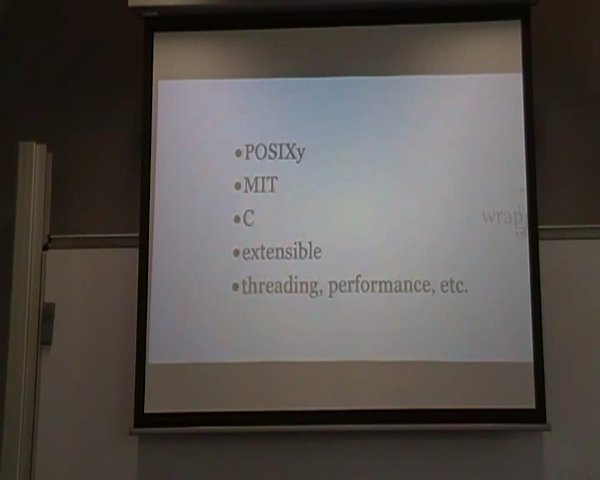 •POSIXy
•MIT
•C
wrap
•extensible
•threading, performance, etc.